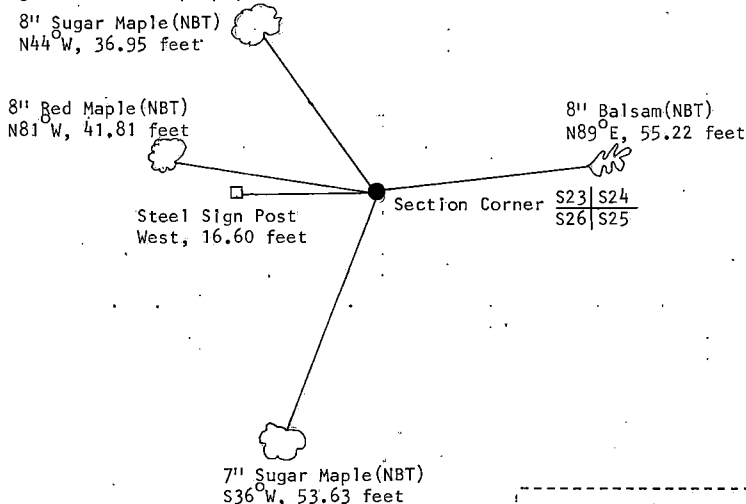 8" Sugar Maple(NBT)
N44°W, 36.95 feet
8" Red Maple(NBT)
N81°W, 41.81 feet
8" Balsam(NBT)
N89°E, 55.22 feet
Steel Sign Post
West, 16.60 feet
Section Corner
S23|S24
S26|S25
7" Sugar Maple(NBT)
S36°W, 53.63 feet